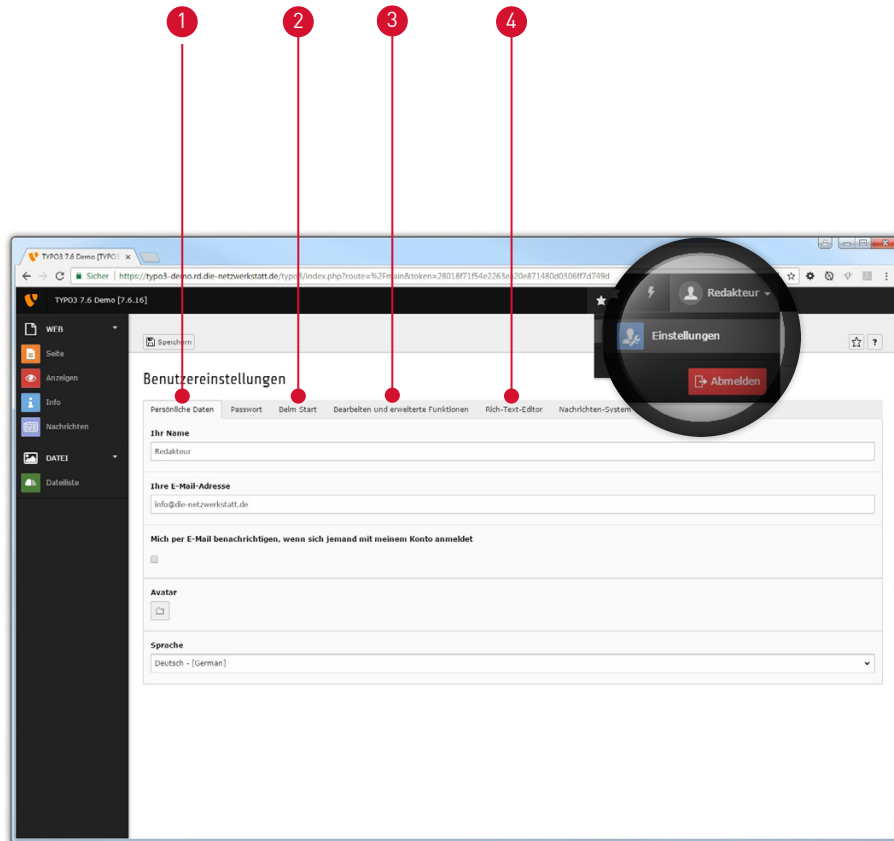 1 2 3 4
TYPO3 7.6 Demo [TYPO3
Sicher | https://typo3-demo.rd.die-netzwerkstatt.de/typo3/index.php?route=%2Fmain&token=
TYPO3 7.6 Demo [7.6.16]
Redakteur
WEB
Einstellungen
Speichern
Seite
Abmelden
Benutzereinstellungen
Anzeigen
Info
Persönliche Daten Passwort Beim Start Bearbeiten und erweiterte Funktionen Rich-Text-Editor Nachrichten-System
Nachrichten
Ihr Name
Redakteur
DATEI
Dateiliste
Ihre E-Mail-Adresse
info@die-netzwerkstatt.de
Mich per E-Mail benachrichtigen, wenn sich jemand mit meinem Konto anmeldet
Avatar
Sprache
Deutsch - [German]